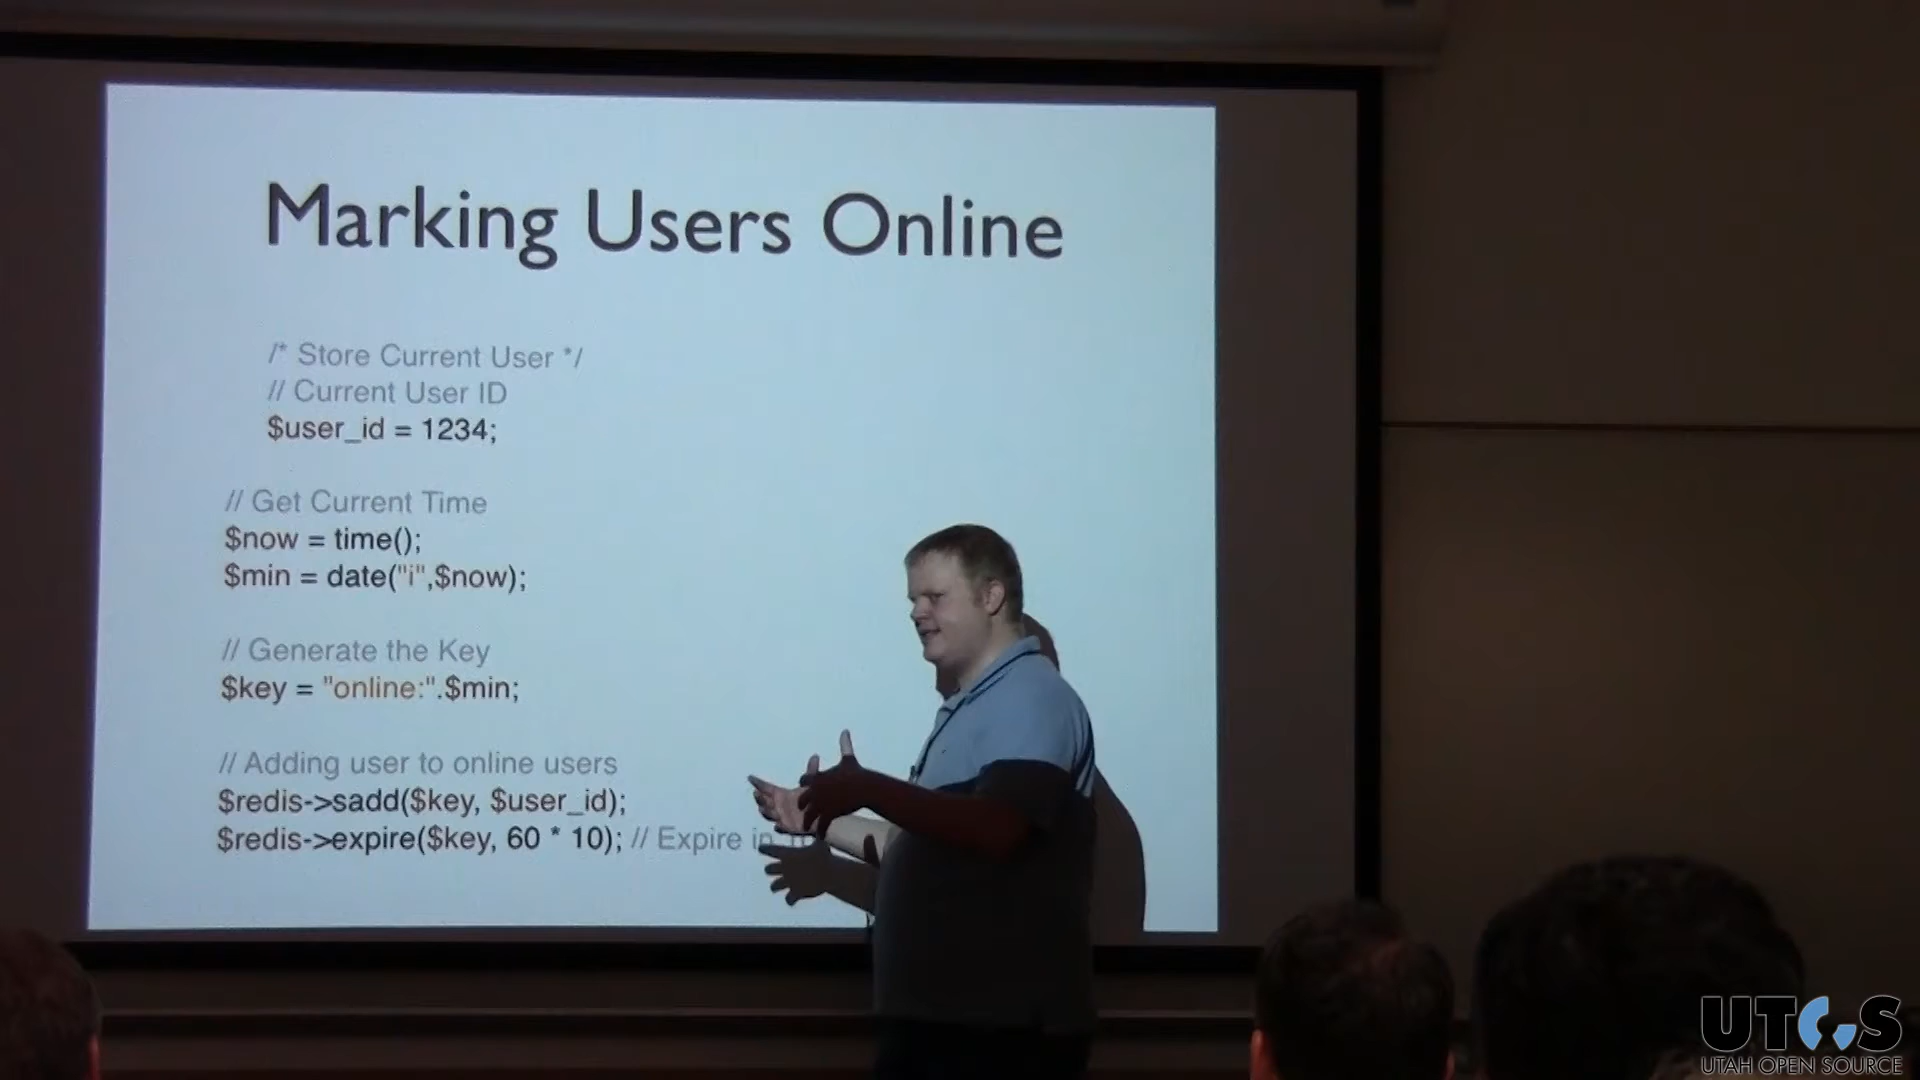 Marking Users Online
/* Store Current User */
// Current User ID
$user_id = 1234;
// Get Current Time
$now = time();
$min = date("i",$now);
// Generate the Key
$key = "online:".$min;
// Adding user to online users
$redis->sadd($key, $user_id);
$redis->expire($key, 60 * 10); // Expire in
UTOS
UTAH OPEN SOURCE